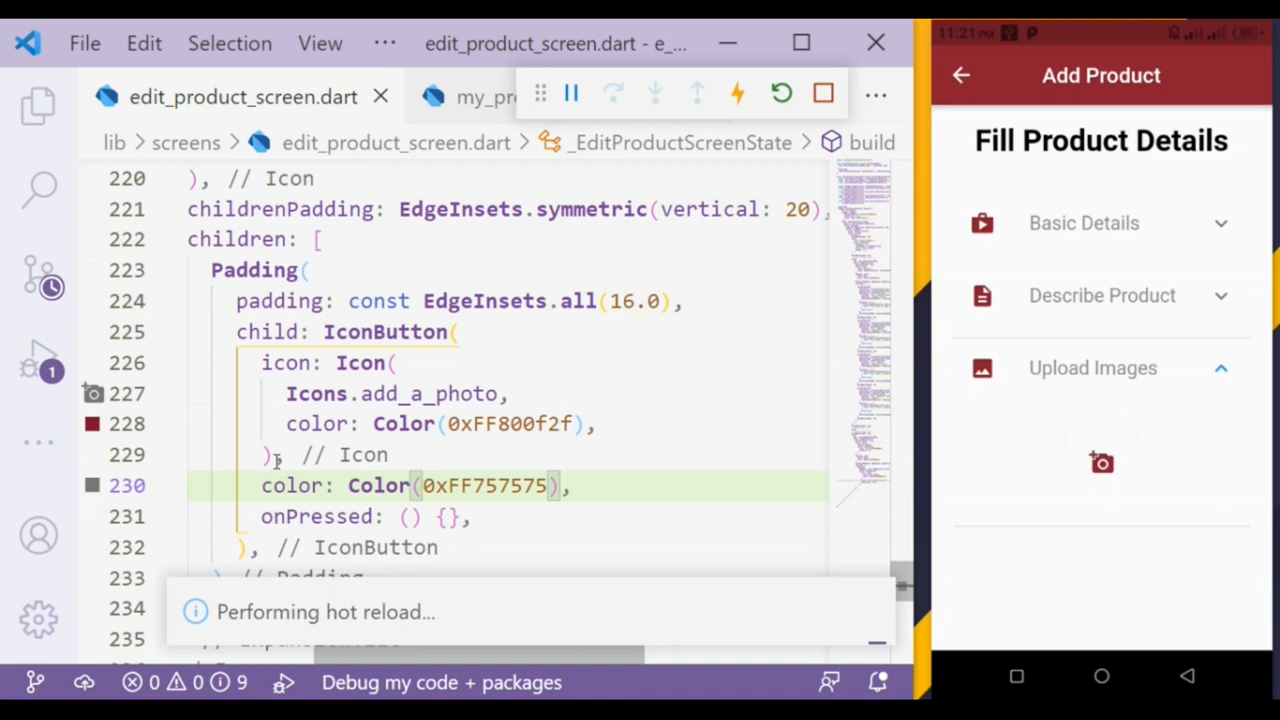 File Edit Selection View ··· edit_product_screen.dart - e_...
edit_product_screen.dart
lib > screens > edit_product_screen.dart > _EditProductScreenState > build
220 ), // Icon
221 childrenPadding: EdgeInsets.symmetric(vertical: 20),
222 children: [
223 Padding(
224 padding: const EdgeInsets.all(16.0),
225 child: IconButton(
226 icon: Icon(
227 Icons.add_a_photo,
228 color: Color(0xFF800f2f),
229 ), // Icon
230 color: Color(0xFF757575),
231 onPressed: () {},
232 ), // IconButton
233 ) // Padding
234
235
Performing hot reload...
1
0 0 9 Debug my code + packages
11:21 PM
Add Product
Fill Product Details
Basic Details
Describe Product
Upload Images